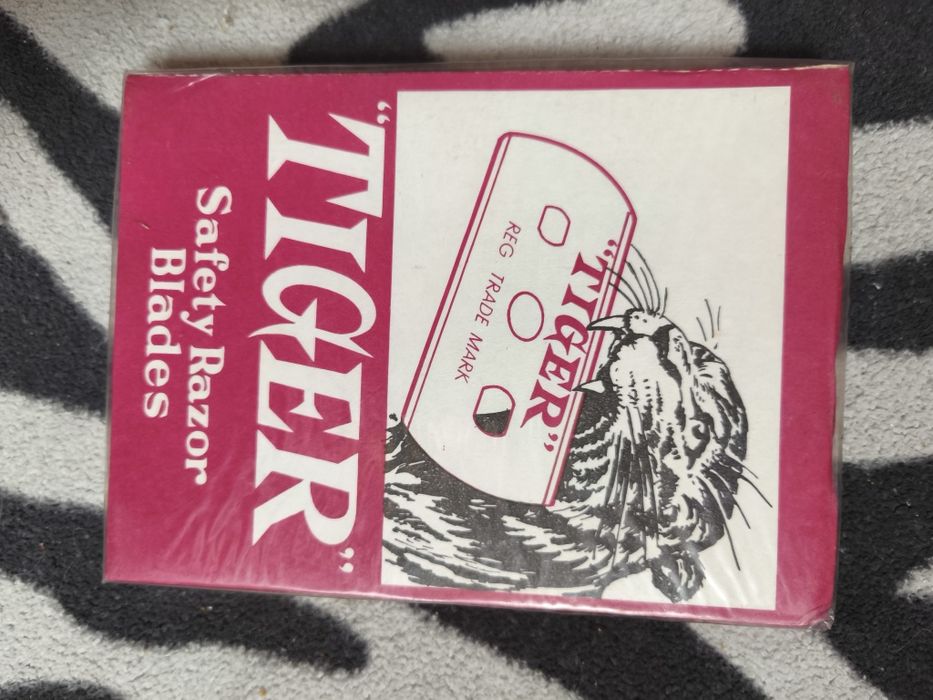 "TIGER"
REG TRADE MARK
"TIGER"
Safety Razor
Blades